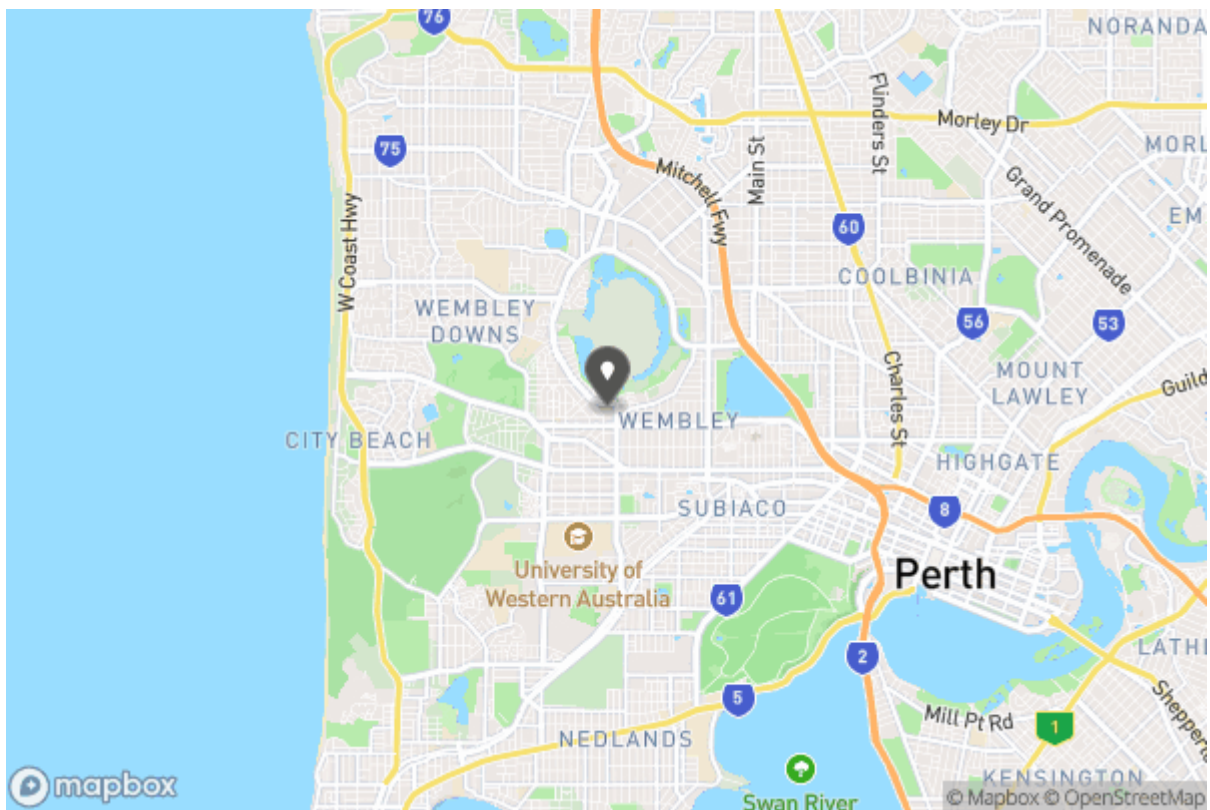 76
NORANDA
Flinders St
Morley Dr
75
Main St
Mitchell Fwy
MORL
Grand Promenade
EM
W Coast Hwy
60
COOLBINIA
WEMBLEY
DOWNS
56
53
MOUNT
LAWLEY
Charles St
Guild
WEMBLEY
CITY BEACH
HIGHGATE
SUBIACO
8
University of
Western Australia
Perth
61
2
LATH
5
Mill Pt Rd
1
Shepperto
NEDLANDS
KENSINGTON
Swan River
mapbox
© Mapbox © OpenStreetMap